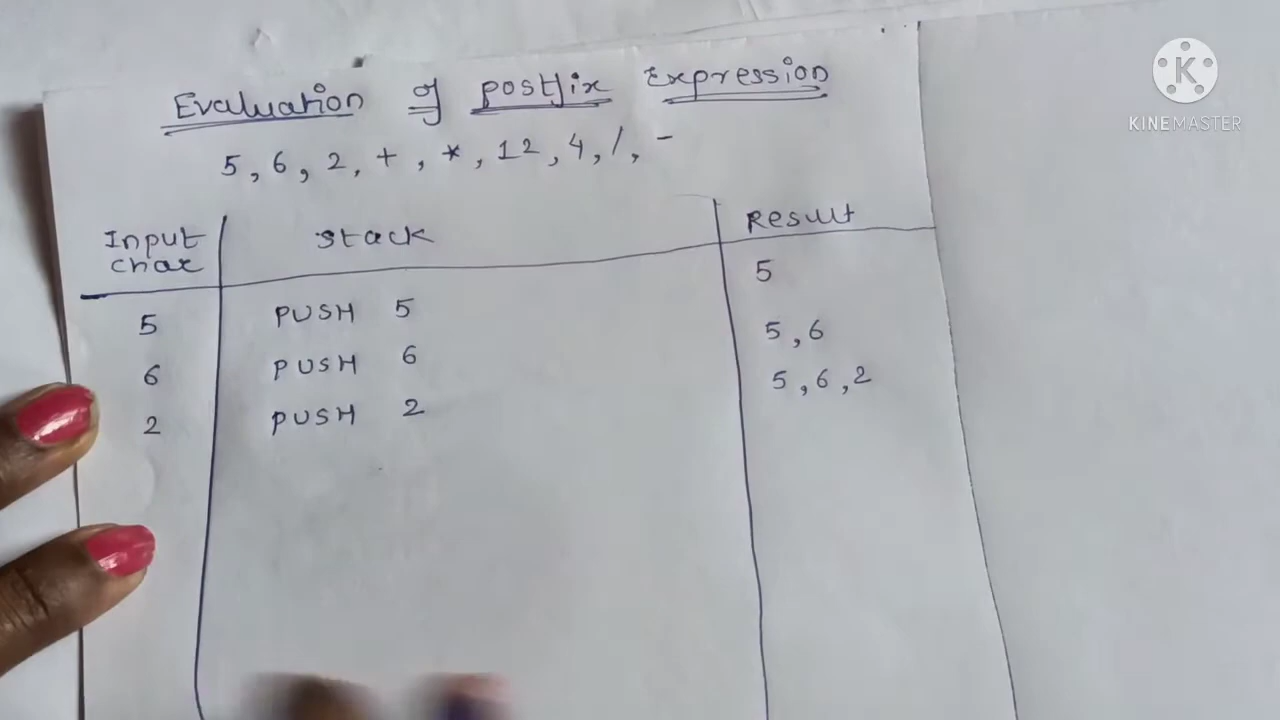 Evaluation of postfix Expression
5, 6, 2, +, *, 12, 4, /, -
Input char Stack Result
5 PUSH 5 5
6 PUSH 6 5, 6
2 PUSH 2 5, 6, 2
KINEMASTER